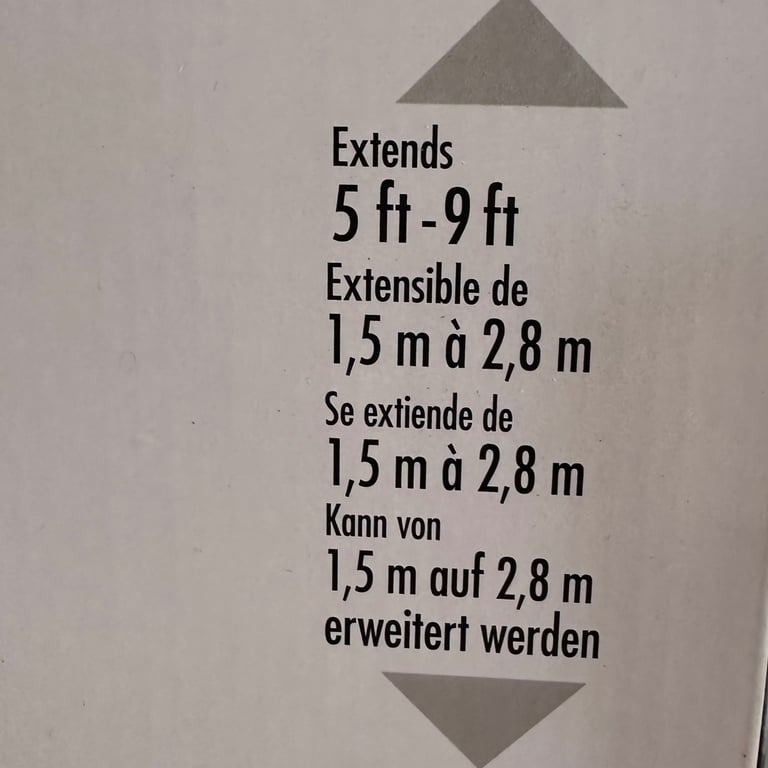 Extends
5 ft - 9 ft
Extensible de
1,5 m à 2,8 m
Se extiende de
1,5 m à 2,8 m
Kann von
1,5 m auf 2,8 m
erweitert werden